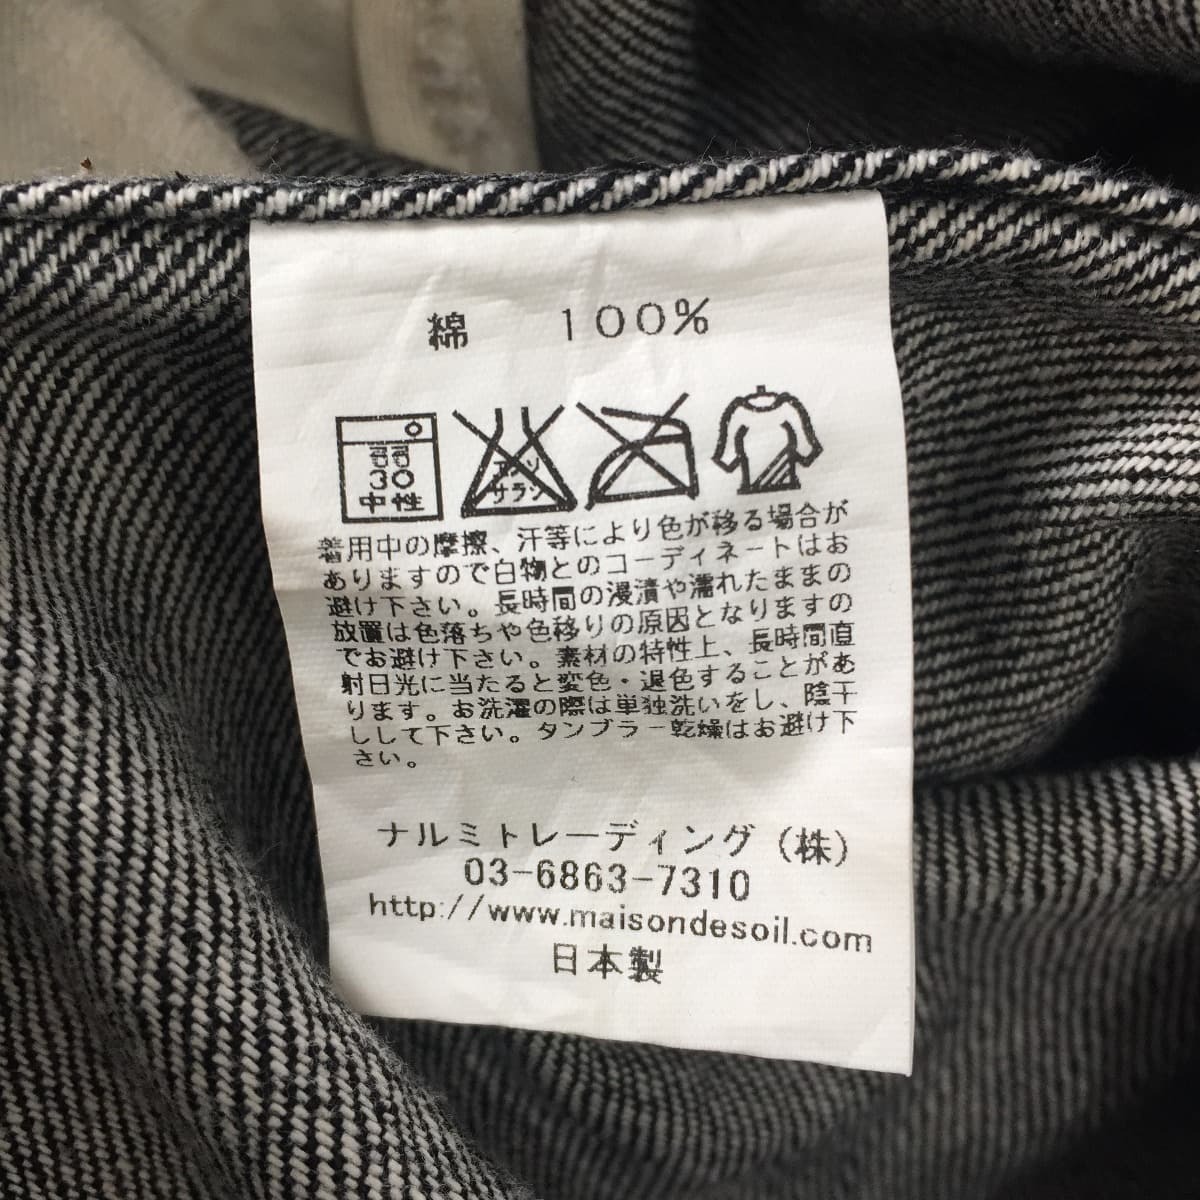 綿 100%
弱
30
中性
エンソ
サラシ
着用中の摩擦、汗等により色が移る場合が
ありますので白物とのコーディネートはお
避け下さい。長時間の浸漬や濡れたままの
放置は色落ちや色移りの原因となりますの
でお避け下さい。素材の特性上、長時間直
射日光に当たると変色・退色することがあ
ります。お洗濯の際は単独洗いをし、陰干
しして下さい。タンブラー乾燥はお避け下
さい。
ナルミトレーディング(株)
03-6863-7310
http://www.maisondesoil.com
日本製